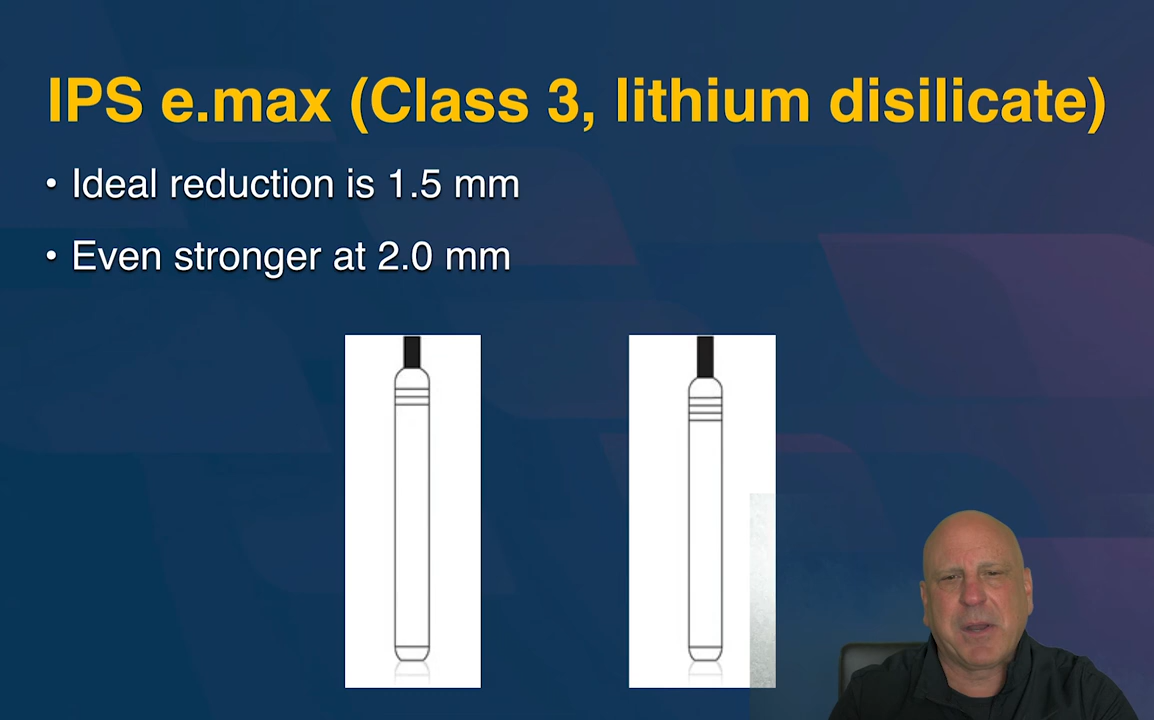 IPS e.max (Class 3, lithium disilicate)
• Ideal reduction is 1.5 mm
• Even stronger at 2.0 mm